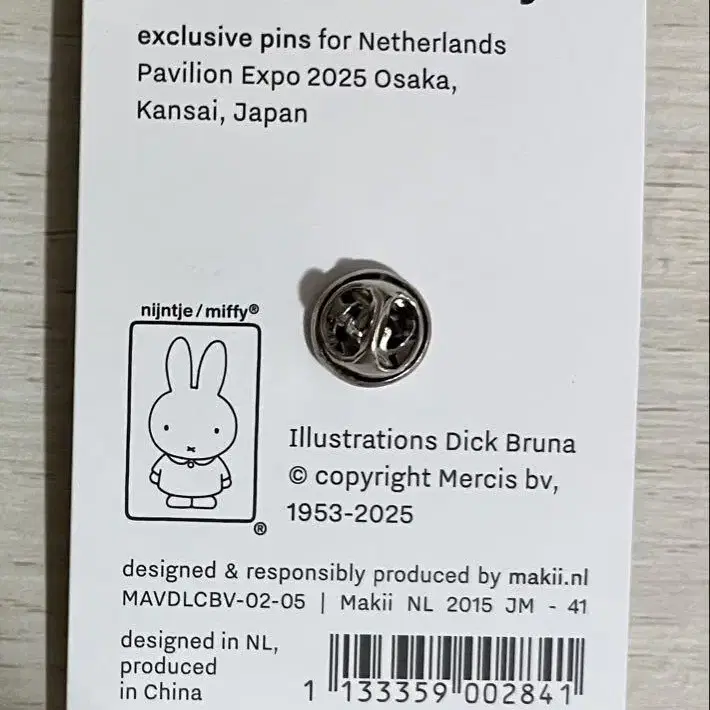 exclusive pins for Netherlands
Pavilion Expo 2025 Osaka,
Kansai, Japan
nijntje/miffy®
®
Illustrations Dick Bruna
© copyright Mercis bv,
1953-2025
designed & responsibly produced by makii.nl
MAVDLCBV-02-05 | Makii NL 2015 JM - 41
designed in NL,
produced
in China
1 133359 002841